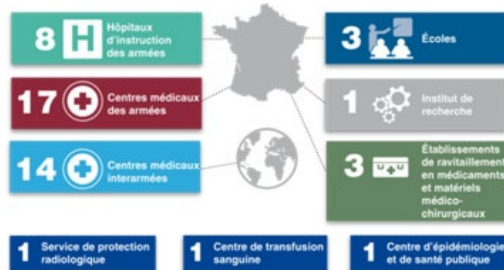 8
H
Hôpitaux
d'instruction
des armées
3
Écoles
17
Centres médicaux
des armées
1
Institut de
recherche
14
Centres médicaux
interarmées
3
Établissements
de ravitaillement
en médicaments
et matériels
médico-
chirurgicaux
1
Service de protection
radiologique
1
Centre de transfusion
sanguine
1
Centre d'épidémiologie
et de santé publique